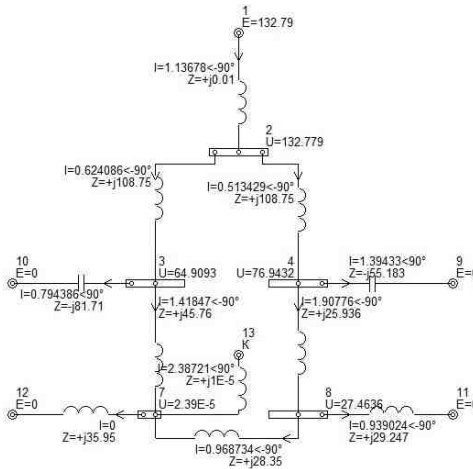 1
E=132.79
I=1.13678<-90°
Z=+j0.01
2
U=132.779
I=0.624086<-90°
Z=+j108.75
I=0.513429<-90°
Z=+j108.75
10
E=0
3
U=64.9093
4
U=76.9432
I=1.39433<90°
Z=-j55.183
9
E=0
I=0.794386<90°
Z=-j81.71
I=1.41847<-90°
Z=+j45.76
I=1.90776<-90°
Z=+j25.936
13
K
I=2.38721<90°
Z=+j1E-5
12
E=0
7
U=2.39E-5
8
U=27.4636
11
E=0
I=0
Z=+j35.95
I=0.939024<-90°
Z=+j29.247
I=0.968734<-90°
Z=+j28.35